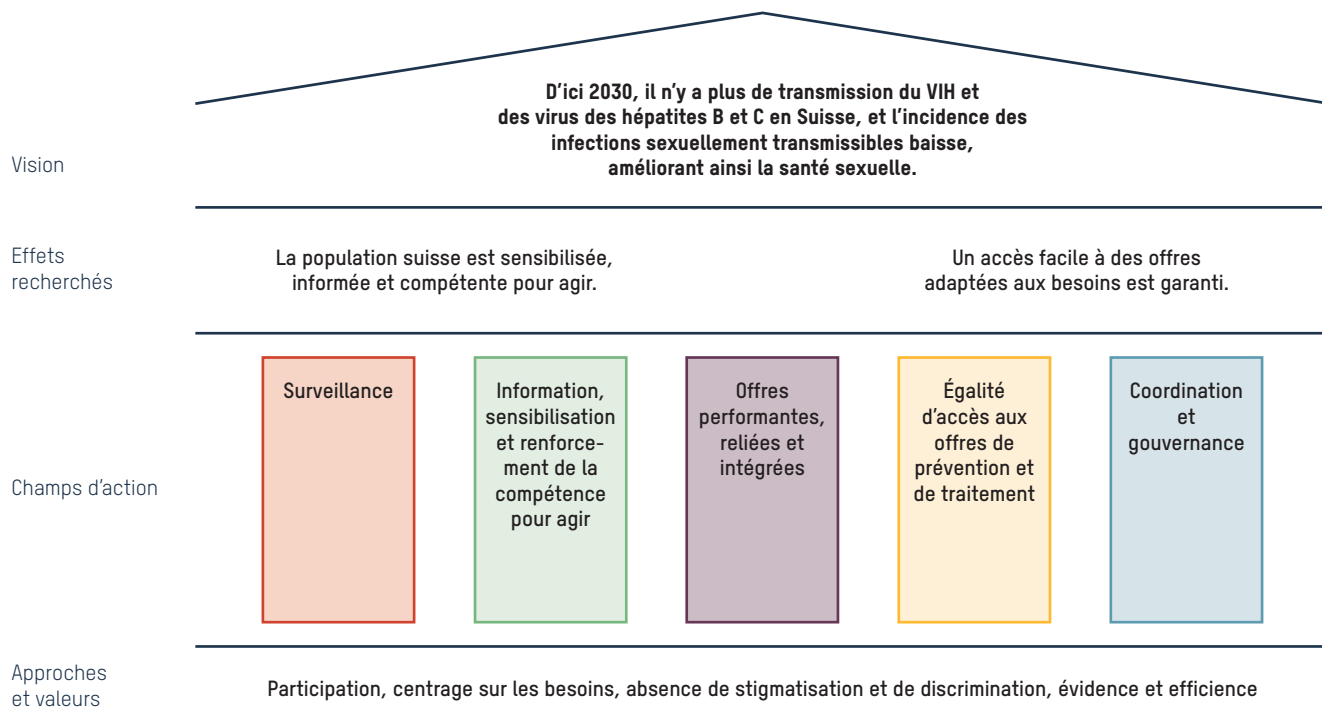 Vision
D'ici 2030, il n'y a plus de transmission du VIH et
des virus des hépatites B et C en Suisse, et l'incidence des
infections sexuellement transmissibles baisse,
améliorant ainsi la santé sexuelle.
Effets
recherchés
La population suisse est sensibilisée,
informée et compétente pour agir.
Un accès facile à des offres
adaptées aux besoins est garanti.
Champs d'action
Surveillance
Information,
sensibilisation
et renforce-
ment de la
compétence
pour agir
Offres
performantes,
reliées et
intégrées
Égalité
d'accès aux
offres de
prévention et
de traitement
Coordination
et
gouvernance
Approches
et valeurs
Participation, centrage sur les besoins, absence de stigmatisation et de discrimination, évidence et efficience